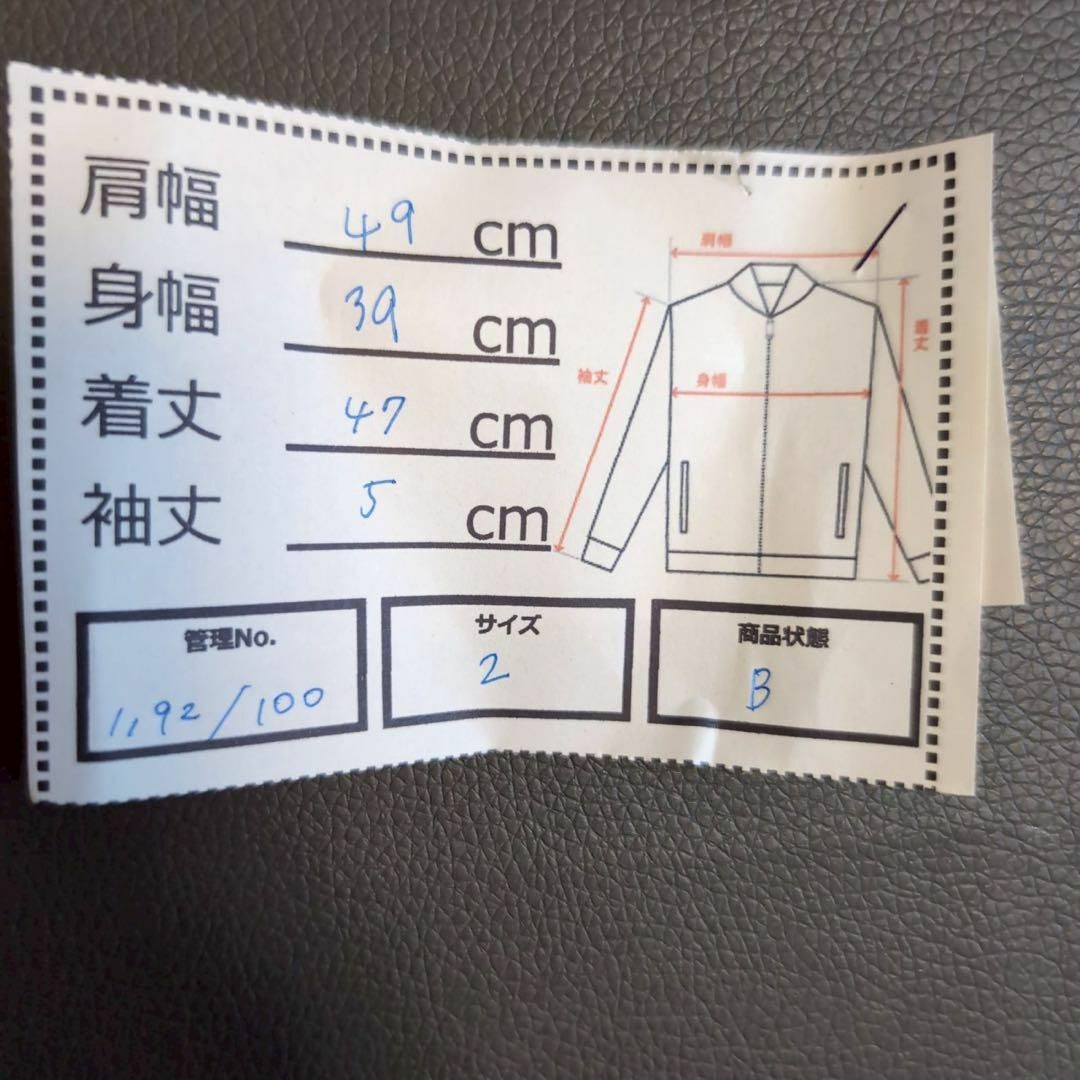 肩幅 49 cm
身幅 39 cm
着丈 47 cm
袖丈 5 cm
肩幅
袖丈
身幅
着丈
管理No.
1,192/100
サイズ
2
商品状態
B